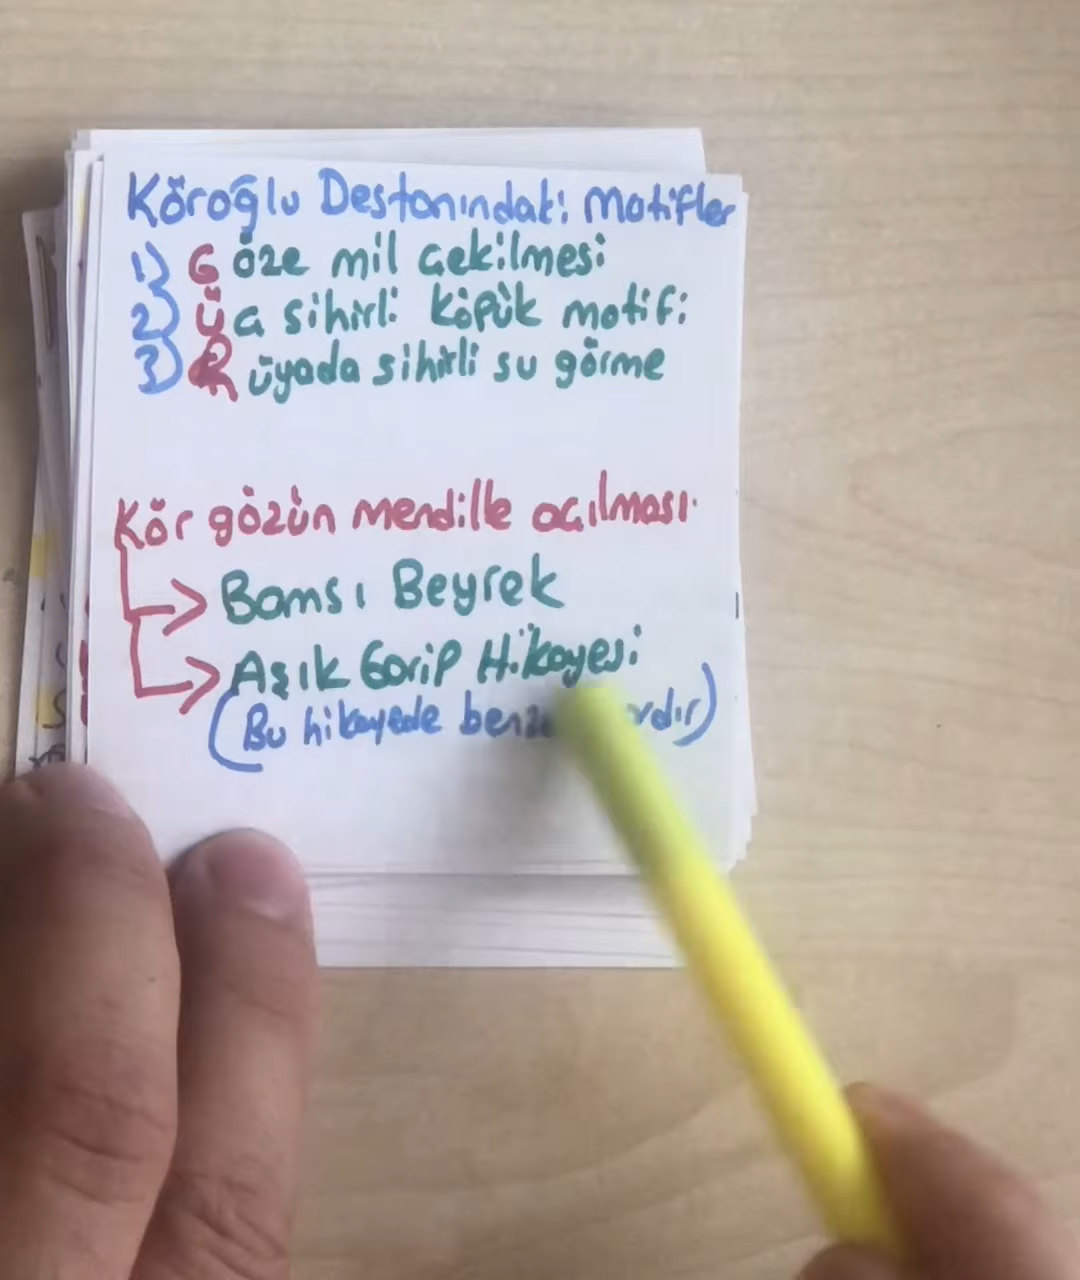 Köroğlu Destanındaki Motifler
1) Göze mil çekilmesi
2) Üç sihirli köpük motifi
3) Rüyada sihirli su görme
Kör gözün mendille açılması
Bamsı Beyrek
Aşık Garip Hikayesi
(Bu hikayede